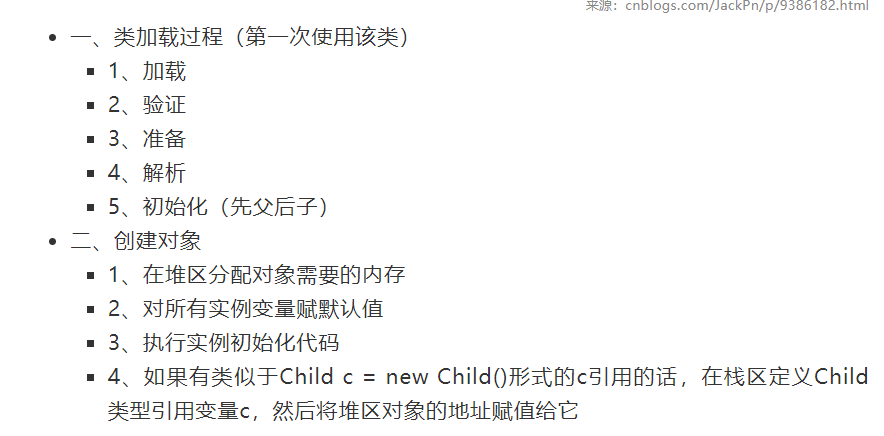 来源：cnblogs.com/JackPn/p/9386182.html
一、类加载过程（第一次使用该类）
1、加载
2、验证
3、准备
4、解析
5、初始化（先父后子）
二、创建对象
1、在堆区分配对象需要的内存
2、对所有实例变量赋默认值
3、执行实例初始化代码
4、如果有类似于Child c = new Child()形式的c引用的话，在栈区定义Child
类型引用变量c，然后将堆区对象的地址赋值给它